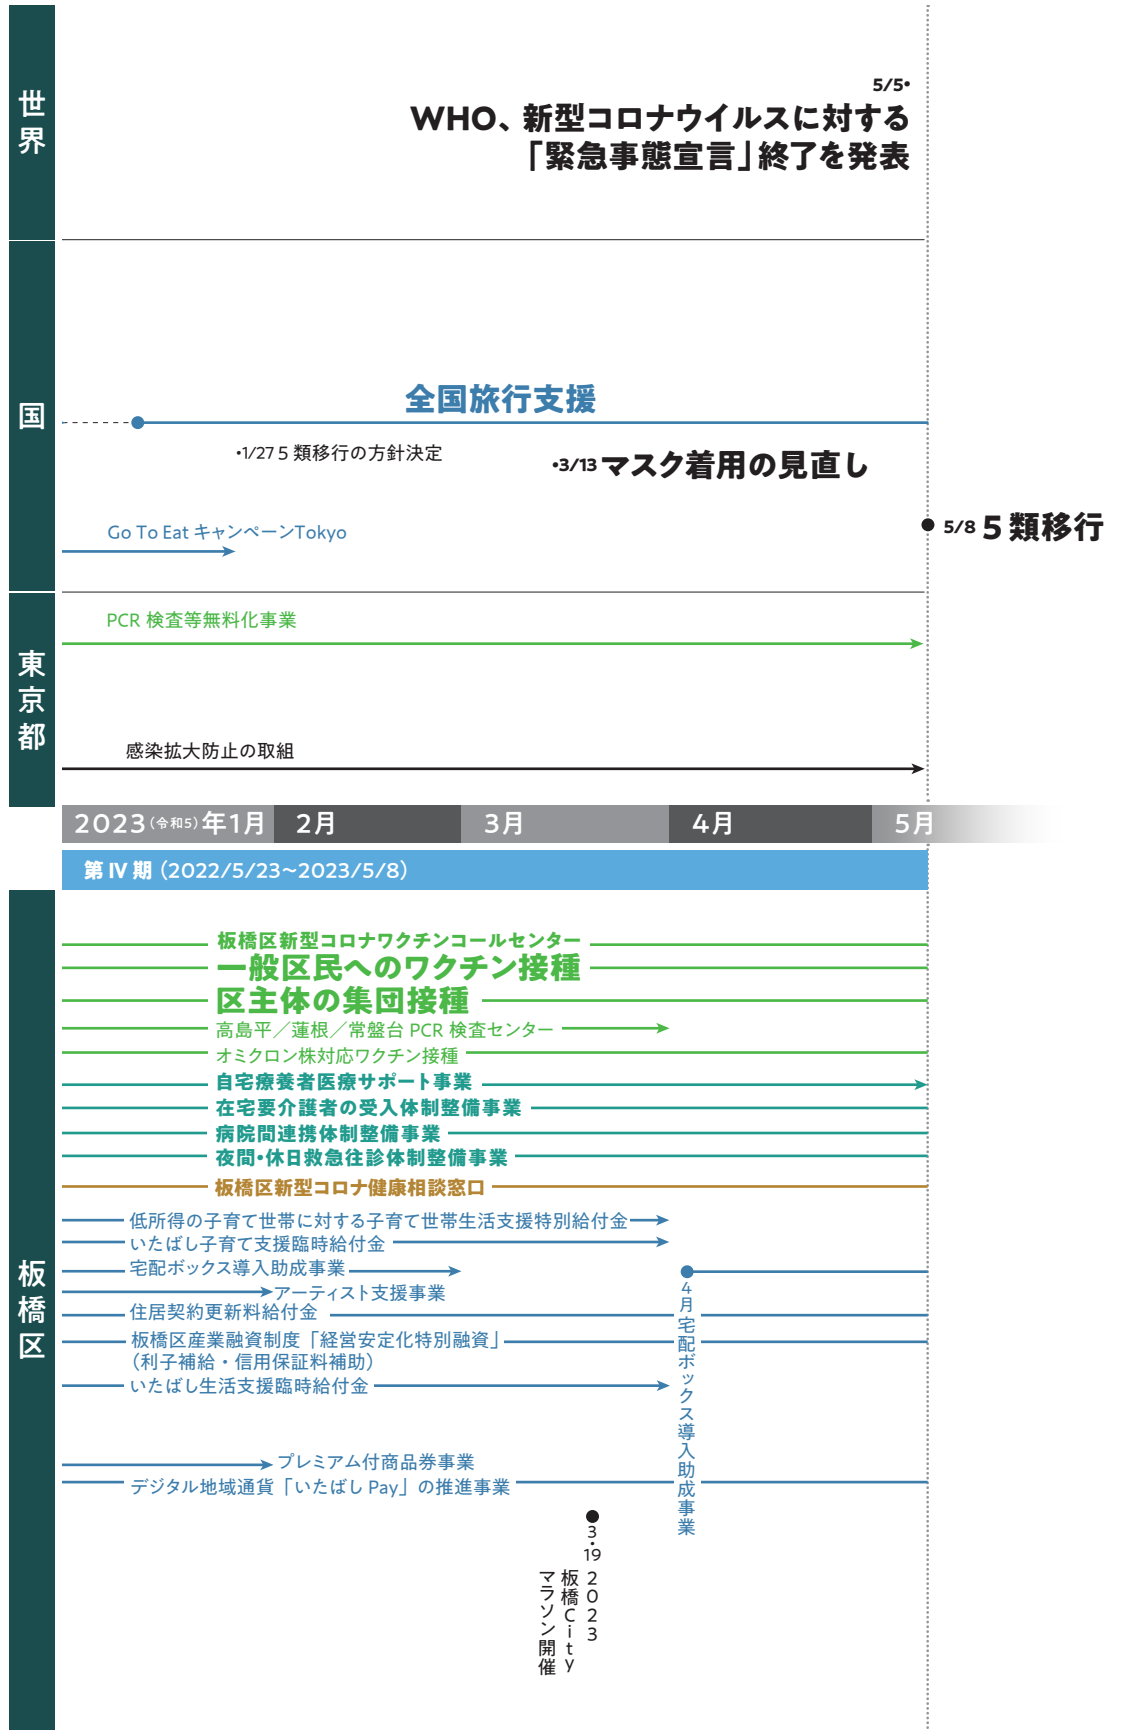 世界
5/5•
WHO、新型コロナウイルスに対する
「緊急事態宣言」終了を発表
国
全国旅行支援
•1/27 5類移行の方針決定
•3/13 マスク着用の見直し
5/8 5類移行
Go To Eat キャンペーンTokyo
東京都
PCR 検査等無料化事業
感染拡大防止の取組
2023（令和5）年1月 2月 3月 4月 5月
第 IV 期（2022/5/23~2023/5/8）
板橋区
板橋区新型コロナワクチンコールセンター
一般区民へのワクチン接種
区主体の集団接種
高島平／蓮根／常盤台 PCR 検査センター
オミクロン株対応ワクチン接種
自宅療養者医療サポート事業
在宅要介護者の受入体制整備事業
病院間連携体制整備事業
夜間・休日救急往診体制整備事業
板橋区新型コロナ健康相談窓口
低所得の子育て世帯に対する子育て世帯生活支援特別給付金
いたばし子育て支援臨時給付金
宅配ボックス導入助成事業
アーティスト支援事業
住居契約更新料給付金
板橋区産業融資制度「経営安定化特別融資」
（利子補給・信用保証料補助）
いたばし生活支援臨時給付金
4月宅配ボックス導入助成事業
プレミアム付商品券事業
デジタル地域通貨「いたばし Pay」の推進事業
3・19 2023
板橋City
マラソン開催